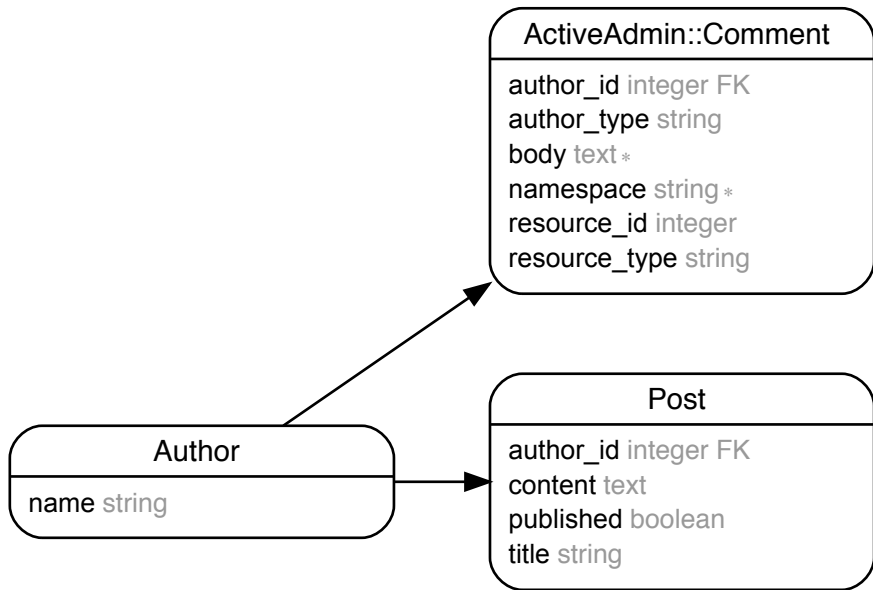 ActiveAdmin::Comment
author_id integer FK
author_type string
body text *
namespace string *
resource_id integer
resource_type string
Author
name string
Post
author_id integer FK
content text
published boolean
title string